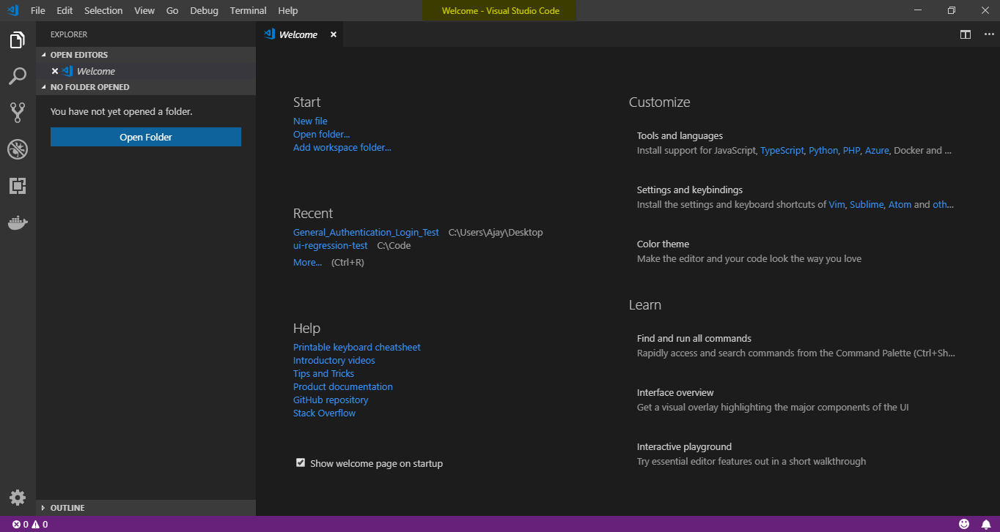 File Edit Selection View Go Debug Terminal Help
Welcome - Visual Studio Code
EXPLORER
OPEN EDITORS
Welcome
NO FOLDER OPENED
You have not yet opened a folder.
Open Folder
OUTLINE
Welcome
Start
New file
Open folder...
Add workspace folder...
Recent
General_Authentication_Login_Test C:\Users\Ajay\Desktop
ui-regression-test C:\Code
More... (Ctrl+R)
Help
Printable keyboard cheatsheet
Introductory videos
Tips and Tricks
Product documentation
GitHub repository
Stack Overflow
Show welcome page on startup
Customize
Tools and languages
Install support for JavaScript, TypeScript, Python, PHP, Azure, Docker and ...
Settings and keybindings
Install the settings and keyboard shortcuts of Vim, Sublime, Atom and oth...
Color theme
Make the editor and your code look the way you love
Learn
Find and run all commands
Rapidly access and search commands from the Command Palette (Ctrl+Sh...
Interface overview
Get a visual overlay highlighting the major components of the UI
Interactive playground
Try essential editor features out in a short walkthrough
0 0